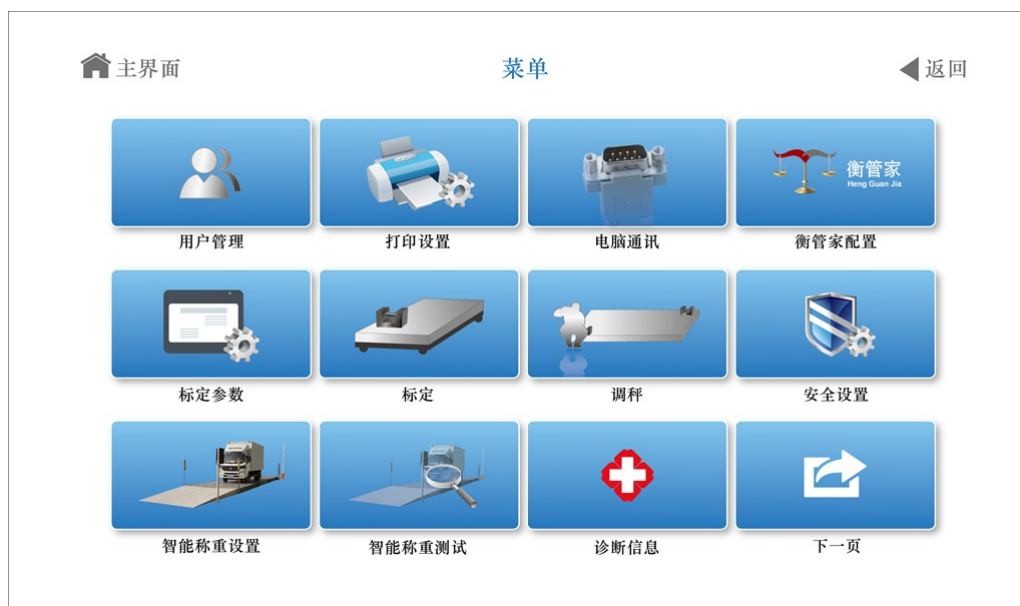 主界面
菜单
返回
衡管家
Heng Guan Jia
用户管理
打印设置
电脑通讯
衡管家配置
标定参数
标定
调秤
安全设置
智能称重设置
智能称重测试
诊断信息
下一页